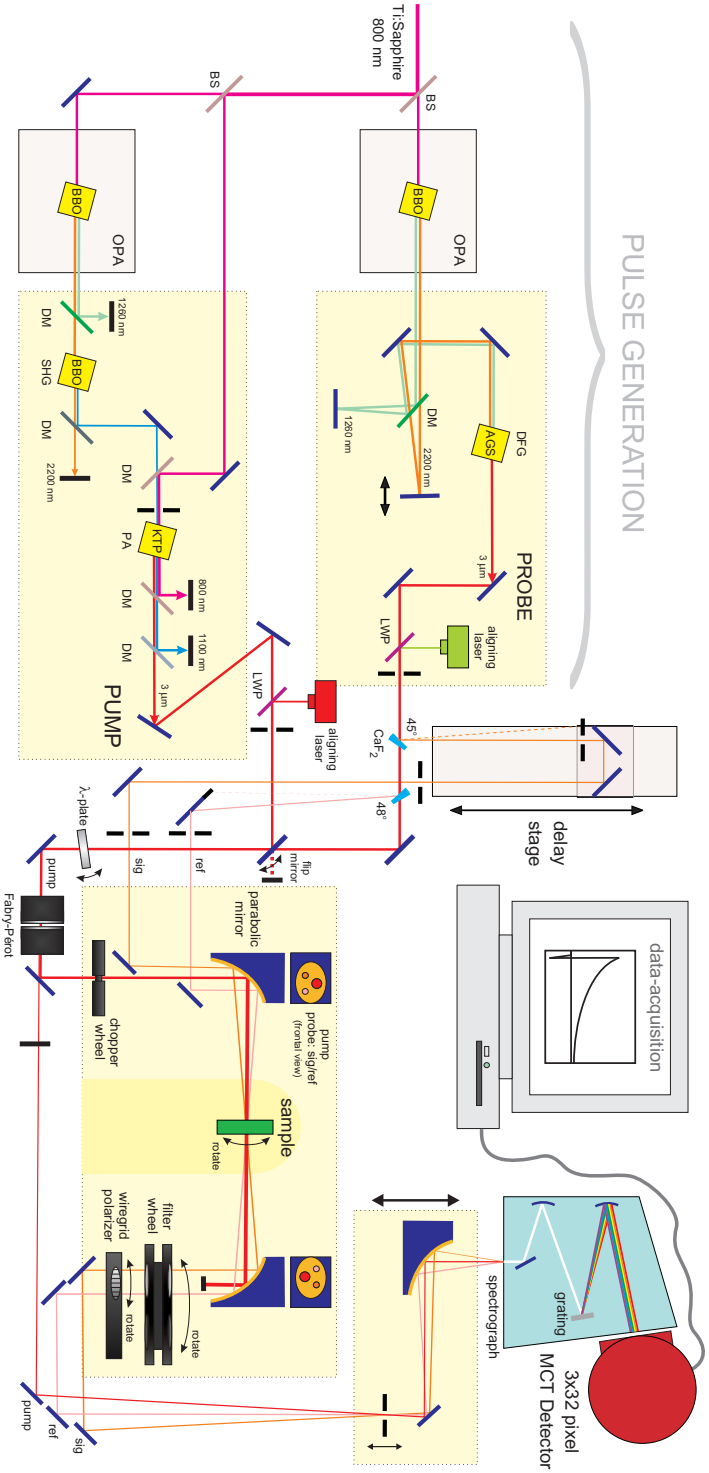 PULSE GENERATION
Ti:Sapphire
800 nm
BS
BS
OPA
BBO
DM
1260 nm
2200 nm
DFG
AGS
3 µm
PROBE
LWP
aligning
laser
OPA
BBO
DM
1260 nm
SHG
BBO
DM
2200 nm
DM
PA
KTP
DM
800 nm
DM
1100 nm
3 µm
PUMP
LWP
aligning
laser
45°
CaF2
48°
delay
stage
flip
mirror
ref
sig
λ-plate
pump
Fabry-Pérot
parabolic
mirror
chopper
wheel
pump
probe: sig/ref
(frontal view)
sample
rotate
filter
wheel
rotate
wiregrid
polarizer
rotate
pump
ref
sig
data-acquisition
spectrograph
grating
3x32 pixel
MCT Detector